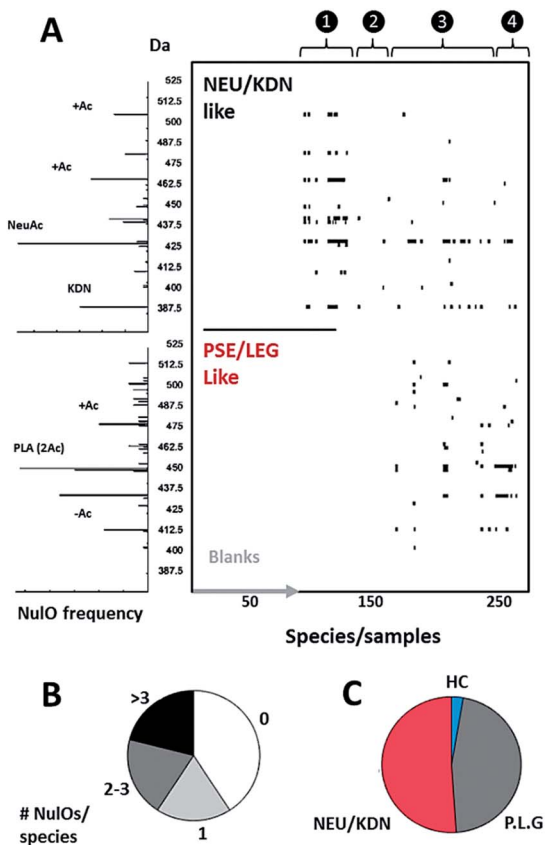 A
1
2
3
4
Da
NEU/KDN
like
+Ac
+Ac
NeuAc
KDN
525
512.5
500
487.5
475
462.5
450
437.5
425
412.5
400
387.5
PSE/LEG
Like
+Ac
PLA (2Ac)
-Ac
525
512.5
500
487.5
475
462.5
450
437.5
425
412.5
400
387.5
Blanks
NulO frequency
50
150
250
Species/samples
B
>3
0
2-3
1
# NulOs/
species
C
HC
NEU/KDN
P.L.G